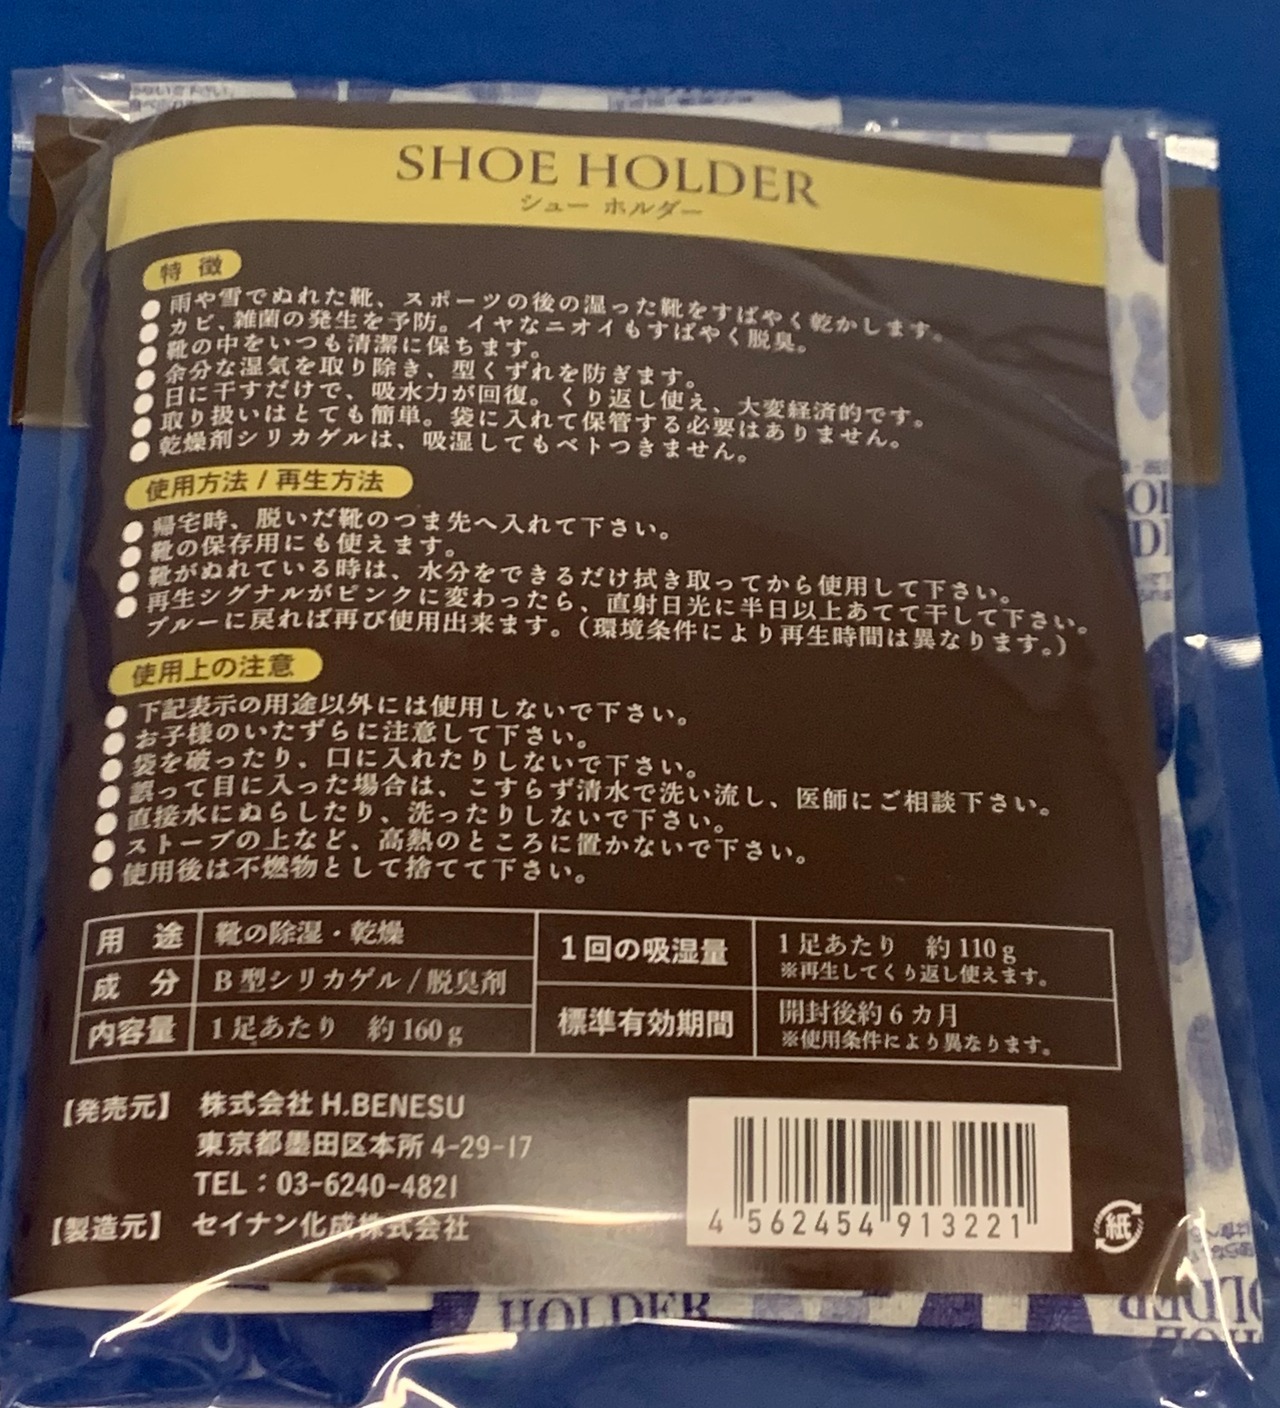 SHOE HOLDER
シュー ホルダー
特 徴
● 雨や雪でぬれた靴、スポーツの後の湿った靴をすばやく乾かします。
● カビ、雑菌の発生を予防。イヤなニオイもすばやく脱臭。
● 靴の中をいつも清潔に保ちます。
● 余分な湿気を取り除き、型くずれを防ぎます。
● 日に干すだけで、吸水力が回復。くり返し使え、大変経済的です。
● 取り扱いはとても簡単。袋に入れて保管する必要はありません。
● 乾燥剤シリカゲルは、吸湿してもベトつきません。
使用方法 / 再生方法
● 帰宅時、脱いだ靴のつま先へ入れて下さい。
● 靴の保存用にも使えます。
● 靴がぬれている時は、水分をできるだけ拭き取ってから使用して下さい。
● 再生シグナルがピンクに変わったら、直射日光に半日以上あてて干して下さい。
ブルーに戻れば再び使用出来ます。(環境条件により再生時間は異なります。)
使用上の注意
● 下記表示の用途以外には使用しないで下さい。
● お子様のいたずらに注意して下さい。
● 袋を破ったり、口に入れたりしないで下さい。
● 誤って目に入った場合は、こすらず清水で洗い流し、医師にご相談下さい。
● 直接水にぬらしたり、洗ったりしないで下さい。
● ストーブの上など、高熱のところに置かないで下さい。
● 使用後は不燃物として捨てて下さい。
用 途 靴の除湿・乾燥
成 分 B型シリカゲル / 脱臭剤
内容量 1足あたり 約160g
1回の吸湿量 1足あたり 約110g
※再生してくり返し使えます。
標準有効期間 開封後約6カ月
※使用条件により異なります。
【発売元】 株式会社 H.BENESU
東京都墨田区本所 4-29-17
TEL：03-6240-4821
【製造元】 セイナン化成株式会社
4 562454 913221
紙
HOLDER